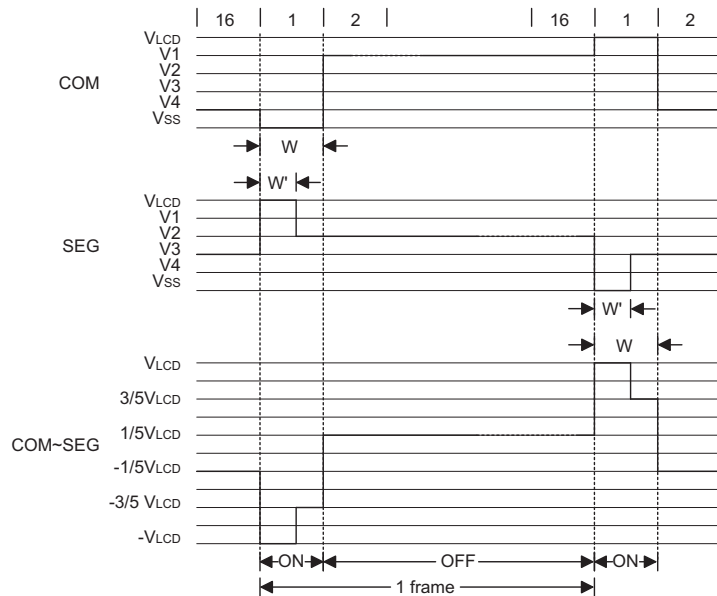 16 1 2 16 1 2
VLCD
V1
V2
V3
V4
VSS
COM
W
W'
VLCD
V1
V2
V3
V4
VSS
SEG
W'
W
VLCD
3/5VLCD
1/5VLCD
-1/5VLCD
-3/5 VLCD
-VLCD
COM~SEG
ON OFF ON
1 frame